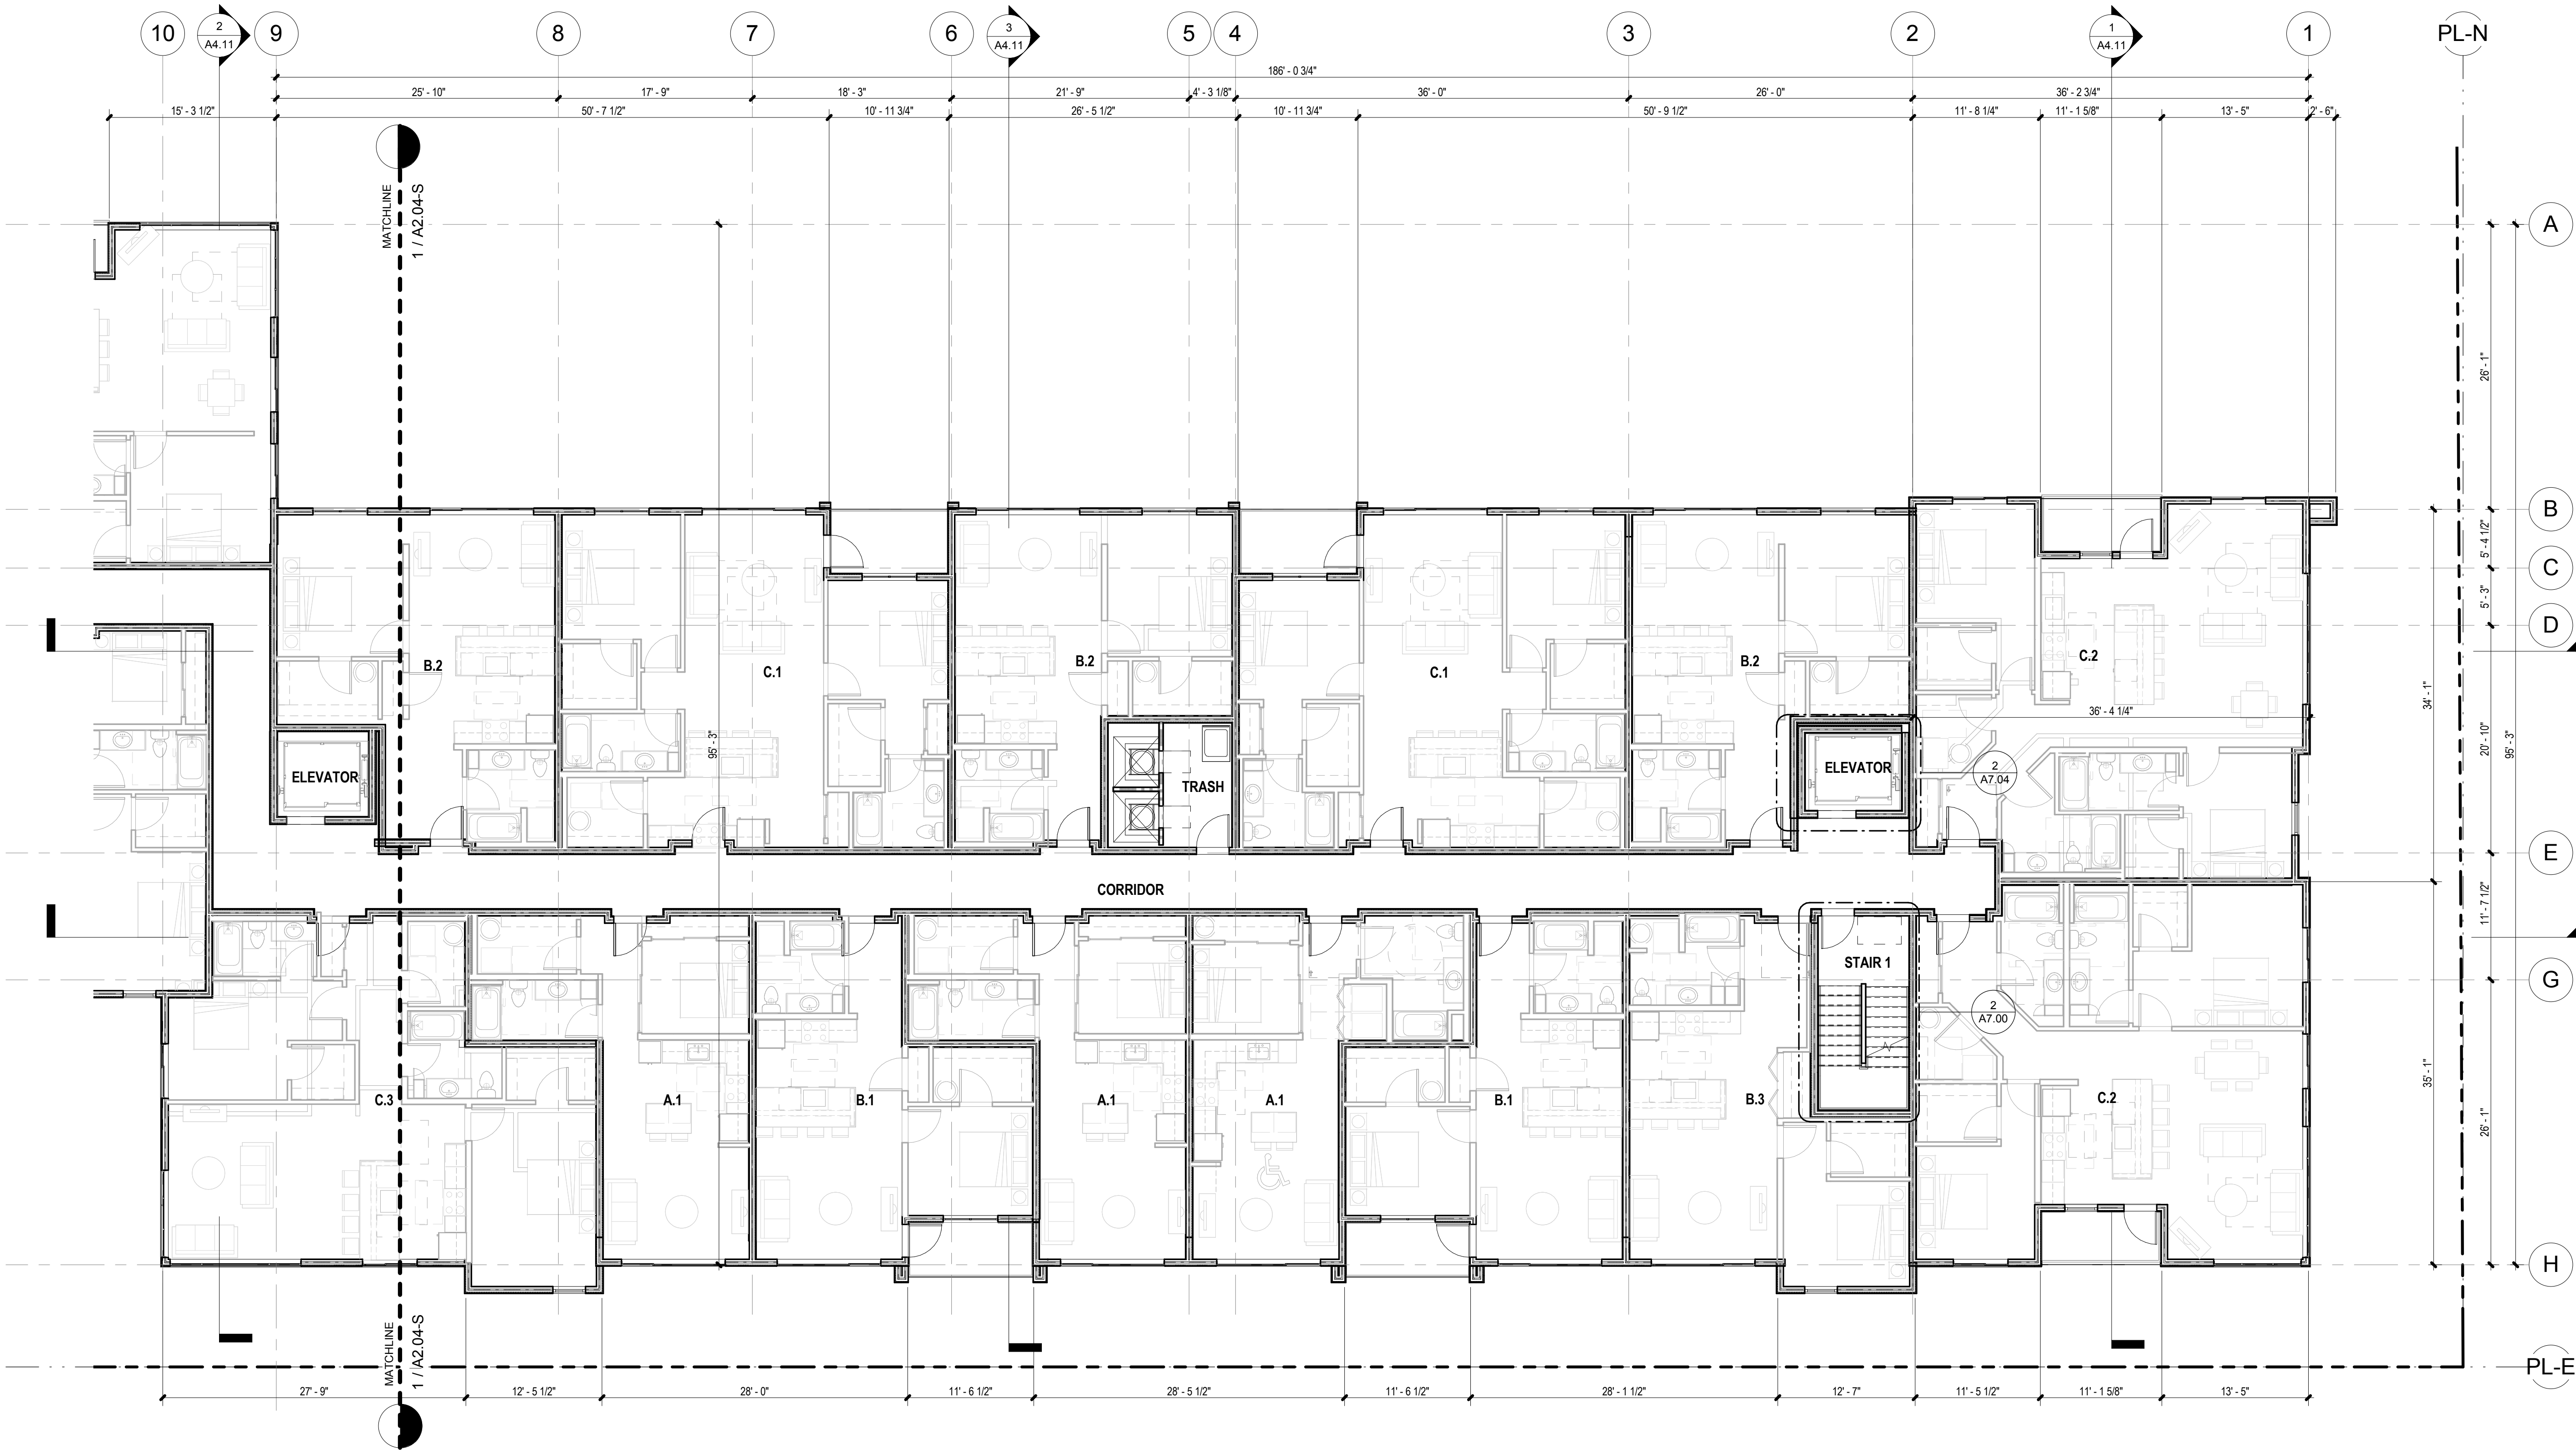 10
2
A4.11
9
8
7
6
3
A4.11
5
4
3
2
1
A4.11
1
PL-N
186' - 0 3/4"
25' - 10"
17' - 9"
18' - 3"
21' - 9"
4' - 3 1/8"
36' - 0"
26' - 0"
36' - 2 3/4"
15' - 3 1/2"
50' - 7 1/2"
10' - 11 3/4"
26' - 5 1/2"
10' - 11 3/4"
50' - 9 1/2"
11' - 8 1/4"
11' - 1 5/8"
13' - 5"
2' - 6"
MATCHLINE
1 / A2.04-S
A
26' - 1"
B
5' - 4 1/2"
C
5' - 3"
D
34' - 1"
20' - 10"
95' - 3"
B.2
C.1
B.2
C.1
B.2
C.2
36' - 4 1/4"
95' - 3"
ELEVATOR
TRASH
ELEVATOR
2
A7.04
E
CORRIDOR
11' - 7 1/2"
STAIR 1
G
2
A7.00
35' - 1"
26' - 1"
C.3
A.1
B.1
A.1
A.1
B.1
B.3
C.2
H
MATCHLINE
1 / A2.04-S
PL-E
27' - 9"
12' - 5 1/2"
28' - 0"
11' - 6 1/2"
28' - 5 1/2"
11' - 6 1/2"
28' - 1 1/2"
12' - 7"
11' - 5 1/2"
11' - 1 5/8"
13' - 5"